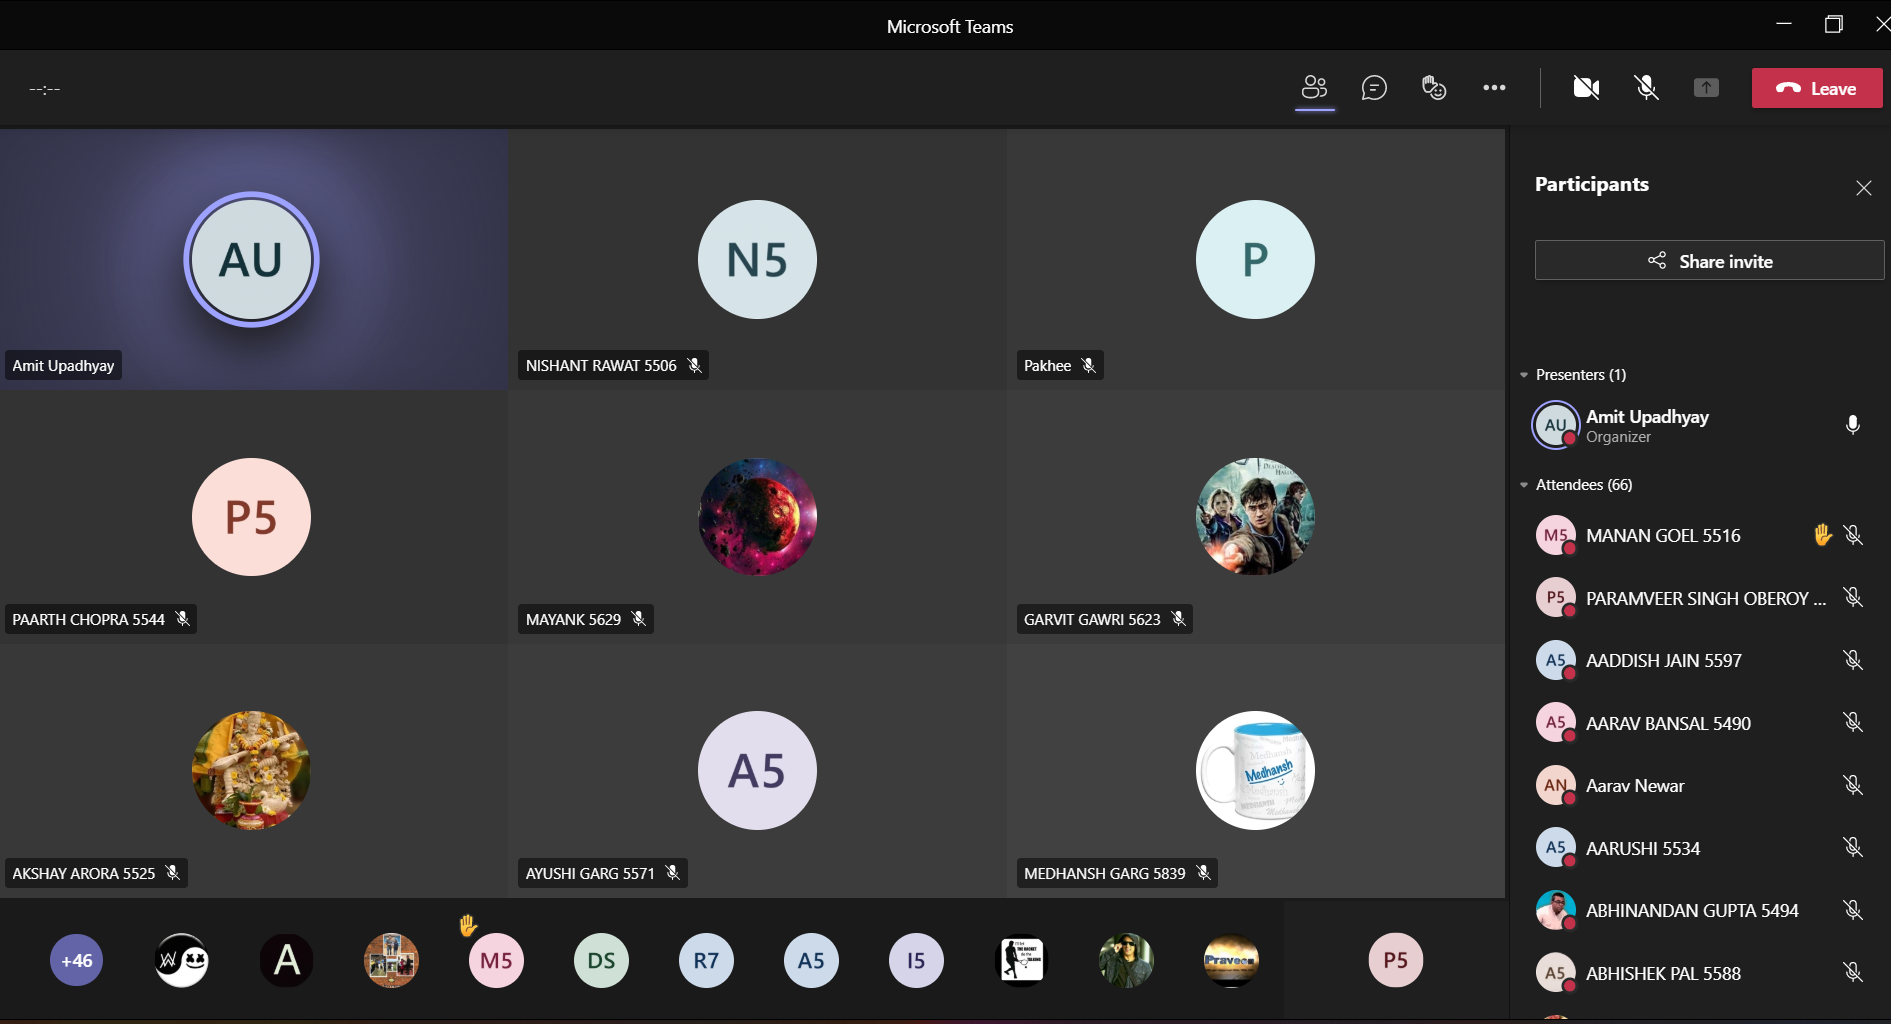 Microsoft Teams
--:--
Leave
AU
Amit Upadhyay
N5
NISHANT RAWAT 5506
P
Pakhee
P5
PAARTH CHOPRA 5544
MAYANK 5629
GARVIT GAWRI 5623
AKSHAY ARORA 5525
A5
AYUSHI GARG 5571
Medhansh
Medhansh
MEDHANSH GARG 5839
+46
A
M5
DS
R7
A5
I5
THE RACKET
Praveen
P5
Participants
Share invite
Presenters (1)
AU
Amit Upadhyay
Organizer
Attendees (66)
M5 MANAN GOEL 5516
P5 PARAMVEER SINGH OBEROY ...
A5 AADDISH JAIN 5597
A5 AARAV BANSAL 5490
AN Aarav Newar
A5 AARUSHI 5534
ABHINANDAN GUPTA 5494
A5 ABHISHEK PAL 5588